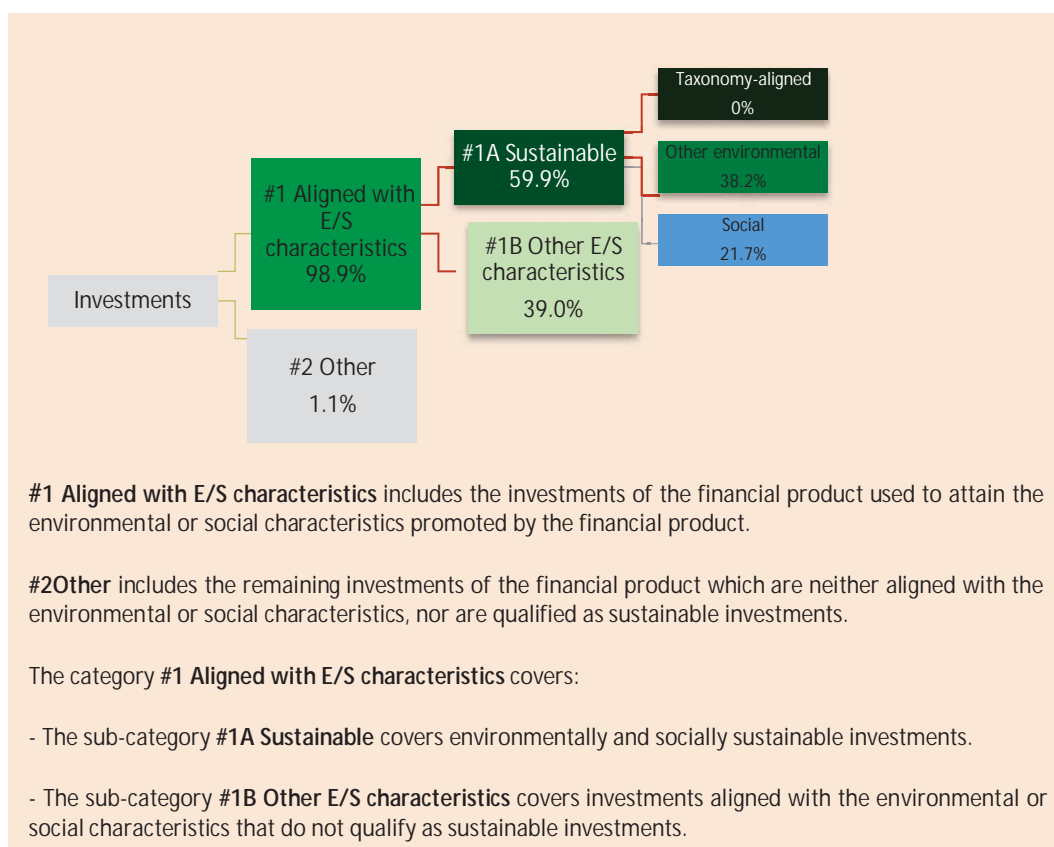 Taxonomy-aligned
0%
#1A Sustainable
59.9%
Other environmental
38.2%
#1 Aligned with
E/S
characteristics
98.9%
Social
21.7%
#1B Other E/S
characteristics
39.0%
Investments
#2 Other
1.1%
#1 Aligned with E/S characteristics includes the investments of the financial product used to attain the
environmental or social characteristics promoted by the financial product.
#2Other includes the remaining investments of the financial product which are neither aligned with the
environmental or social characteristics, nor are qualified as sustainable investments.
The category #1 Aligned with E/S characteristics covers:
- The sub-category #1A Sustainable covers environmentally and socially sustainable investments.
- The sub-category #1B Other E/S characteristics covers investments aligned with the environmental or
social characteristics that do not qualify as sustainable investments.